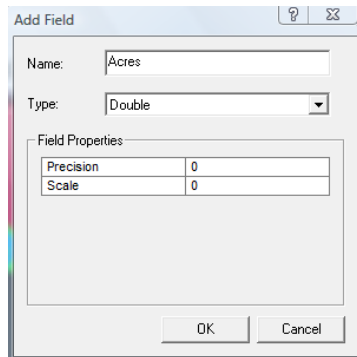 Add Field
Name: Acres
Type: Double
Field Properties
Precision 0
Scale 0
OK Cancel